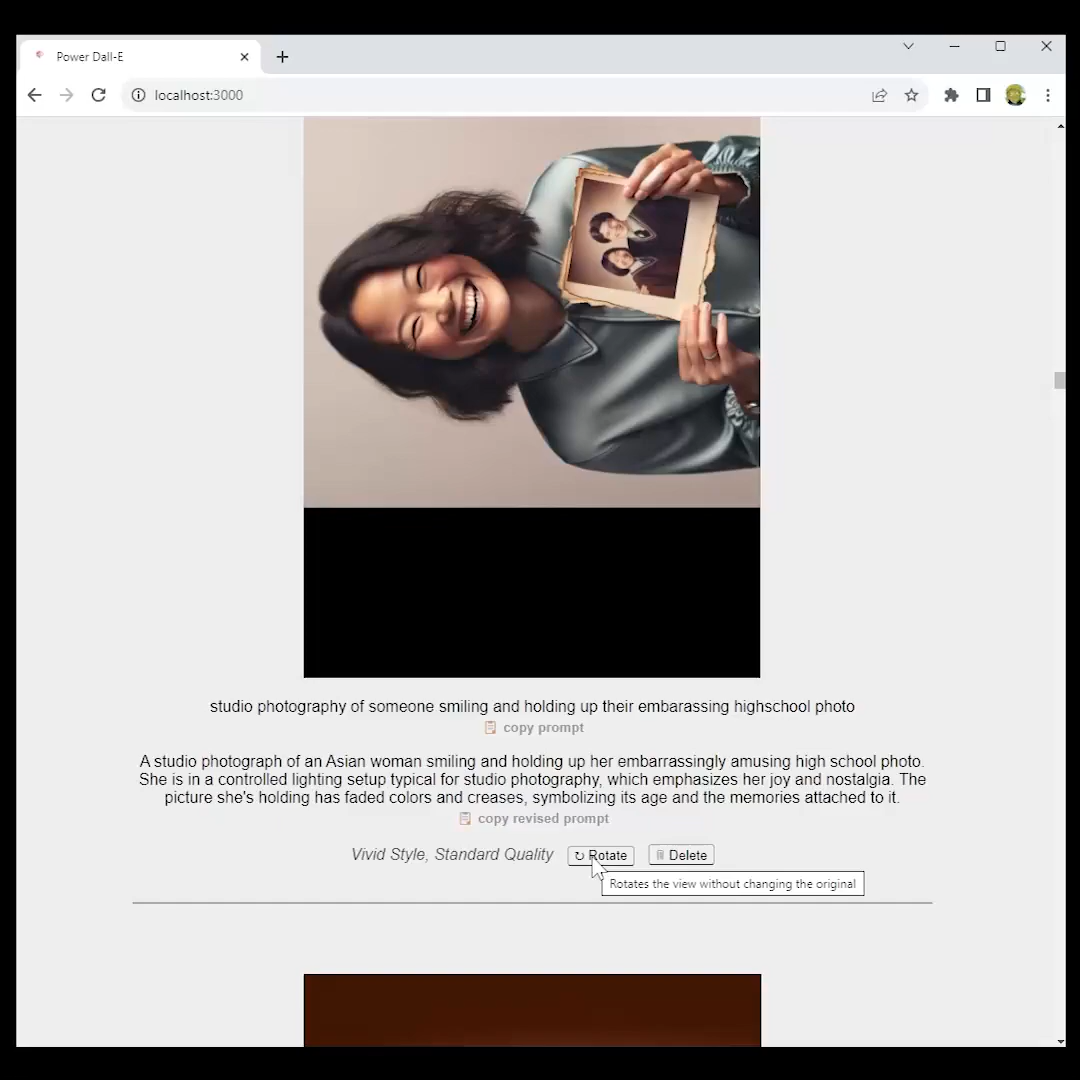 Power Dall-E
localhost:3000
studio photography of someone smiling and holding up their embarassing highschool photo
copy prompt
A studio photograph of an Asian woman smiling and holding up her embarrassingly amusing high school photo.
She is in a controlled lighting setup typical for studio photography, which emphasizes her joy and nostalgia. The
picture she's holding has faded colors and creases, symbolizing its age and the memories attached to it.
copy revised prompt
Vivid Style, Standard Quality Rotate Delete
Rotates the view without changing the original